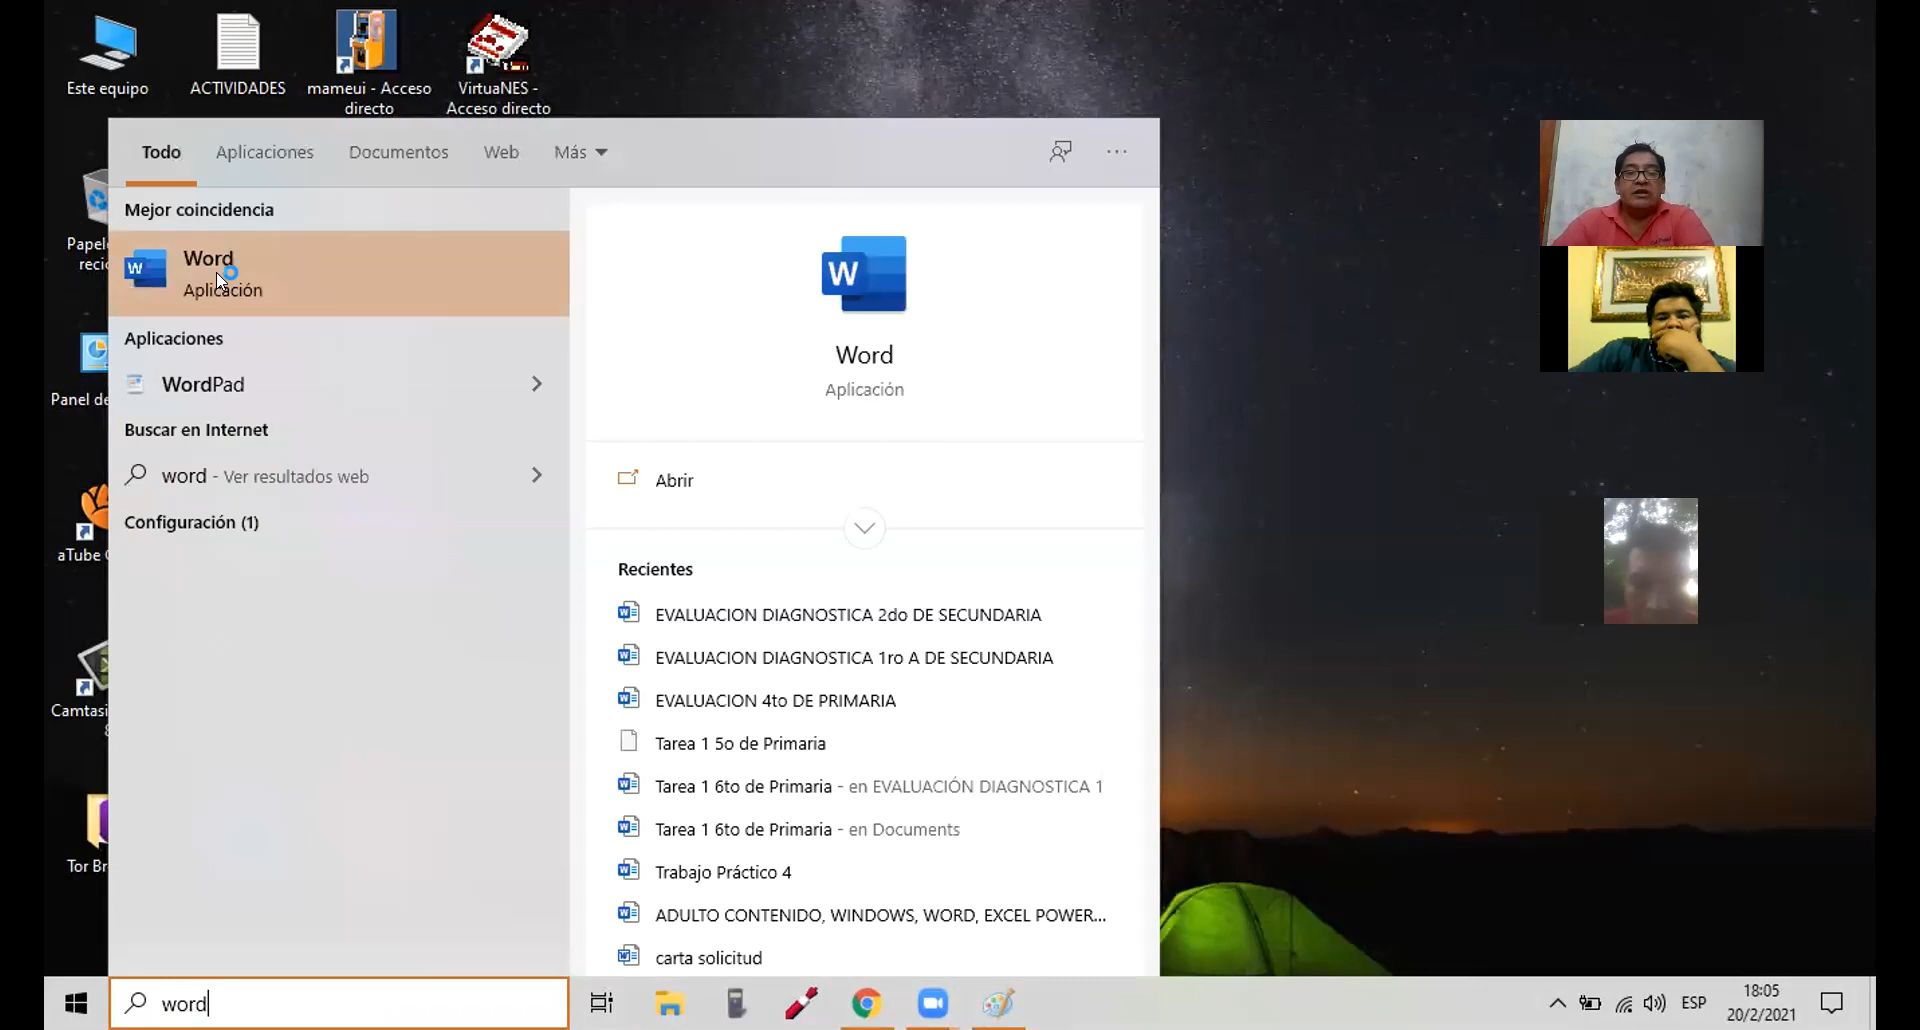 Este equipo
ACTIVIDADES
mameui - Acceso
directo
VirtuaNES -
Acceso directo
Todo
Aplicaciones
Documentos
Web
Más
Mejor coincidencia
Word
Aplicación
Aplicaciones
WordPad
Buscar en Internet
word - Ver resultados web
Configuración (1)
Word
Aplicación
Abrir
Recientes
EVALUACION DIAGNOSTICA 2do DE SECUNDARIA
EVALUACION DIAGNOSTICA 1ro A DE SECUNDARIA
EVALUACION 4to DE PRIMARIA
Tarea 1 5o de Primaria
Tarea 1 6to de Primaria - en EVALUACIÓN DIAGNOSTICA 1
Tarea 1 6to de Primaria - en Documents
Trabajo Práctico 4
ADULTO CONTENIDO, WINDOWS, WORD, EXCEL POWER...
carta solicitud
Papele
reci
Panel de
aTube
Camtasi
8
Tor Br
word
ESP
18:05
20/2/2021